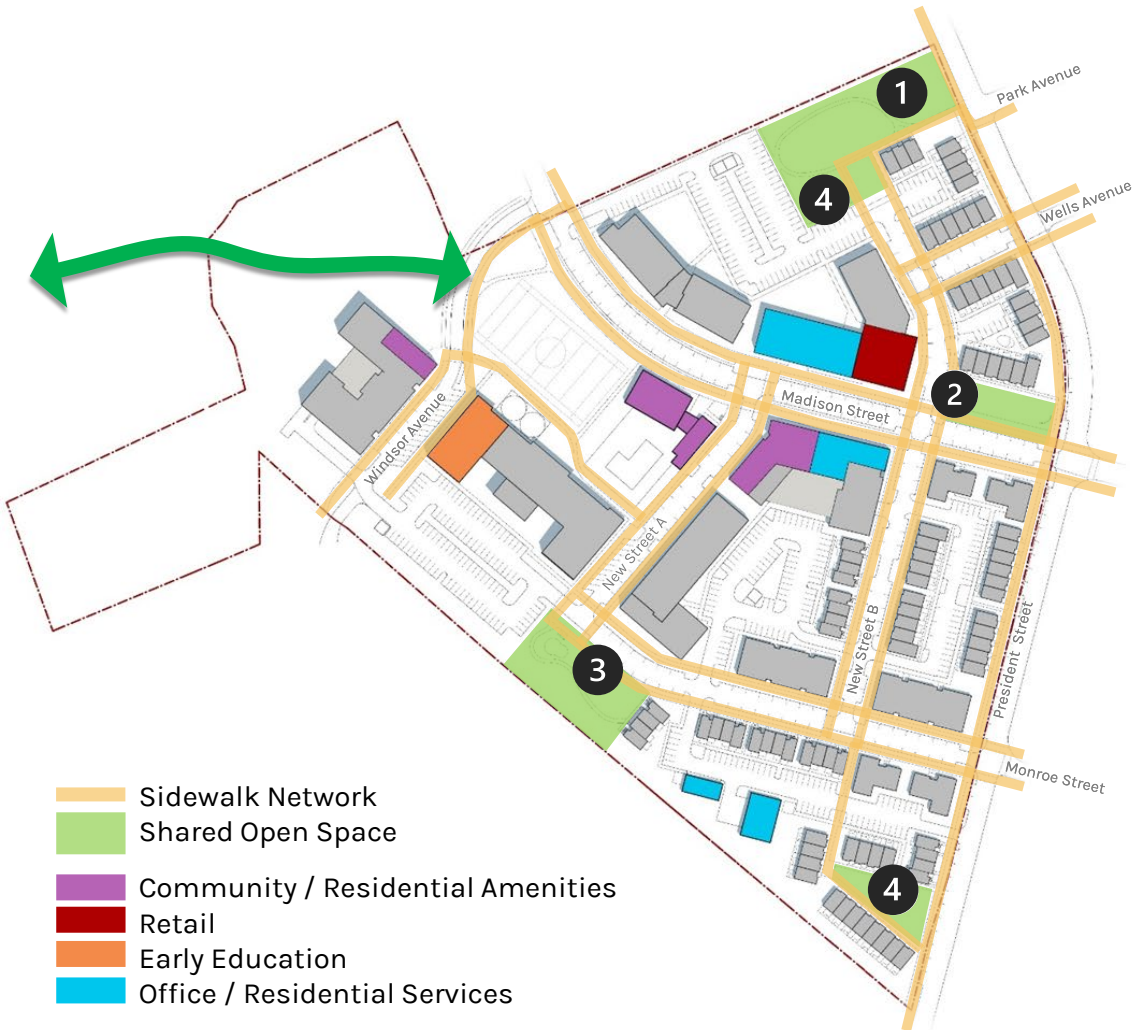 1
Park Avenue
4
Wells Avenue
2
Madison Street
Windsor Avenue
New Street A
3
New Street B
President Street
Monroe Street
4
Sidewalk Network
Shared Open Space
Community / Residential Amenities
Retail
Early Education
Office / Residential Services